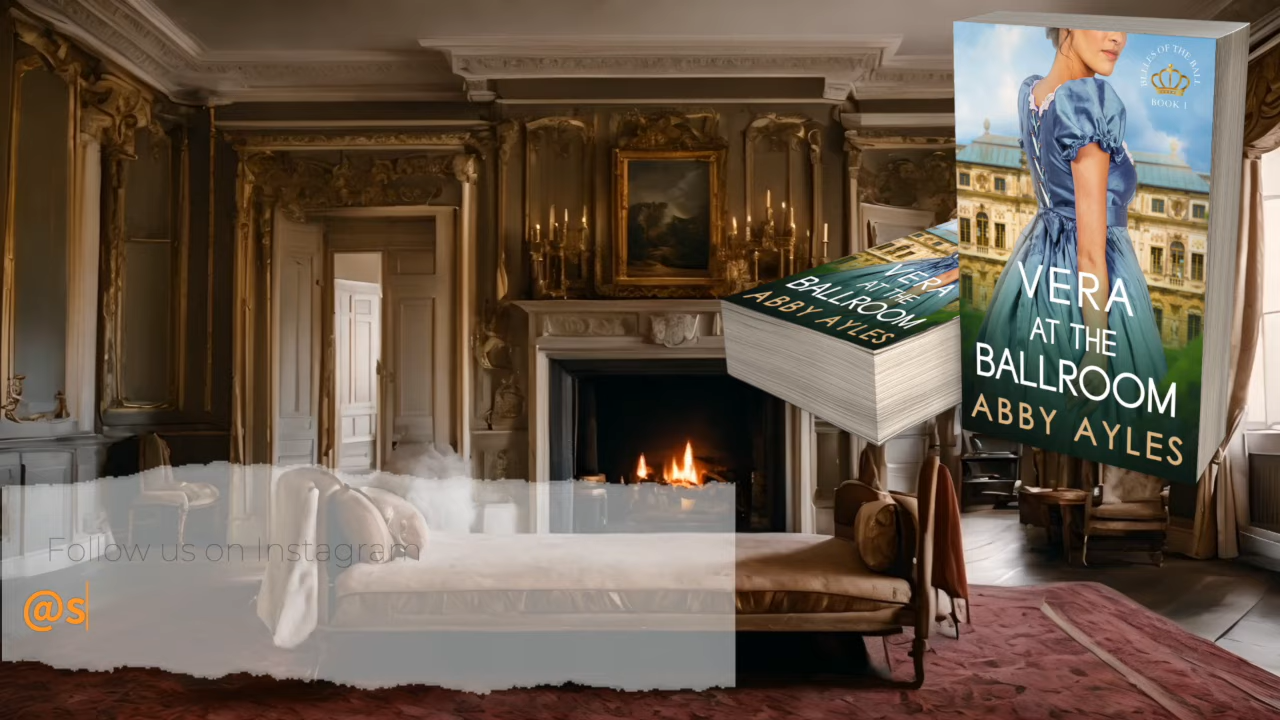 BELLES OF THE BALL
BOOK 1
VERA
AT THE
BALLROOM
ABBY AYLES
VERA
AT THE
BALLROOM
ABBY AYLES
Follow us on Instagram
@s